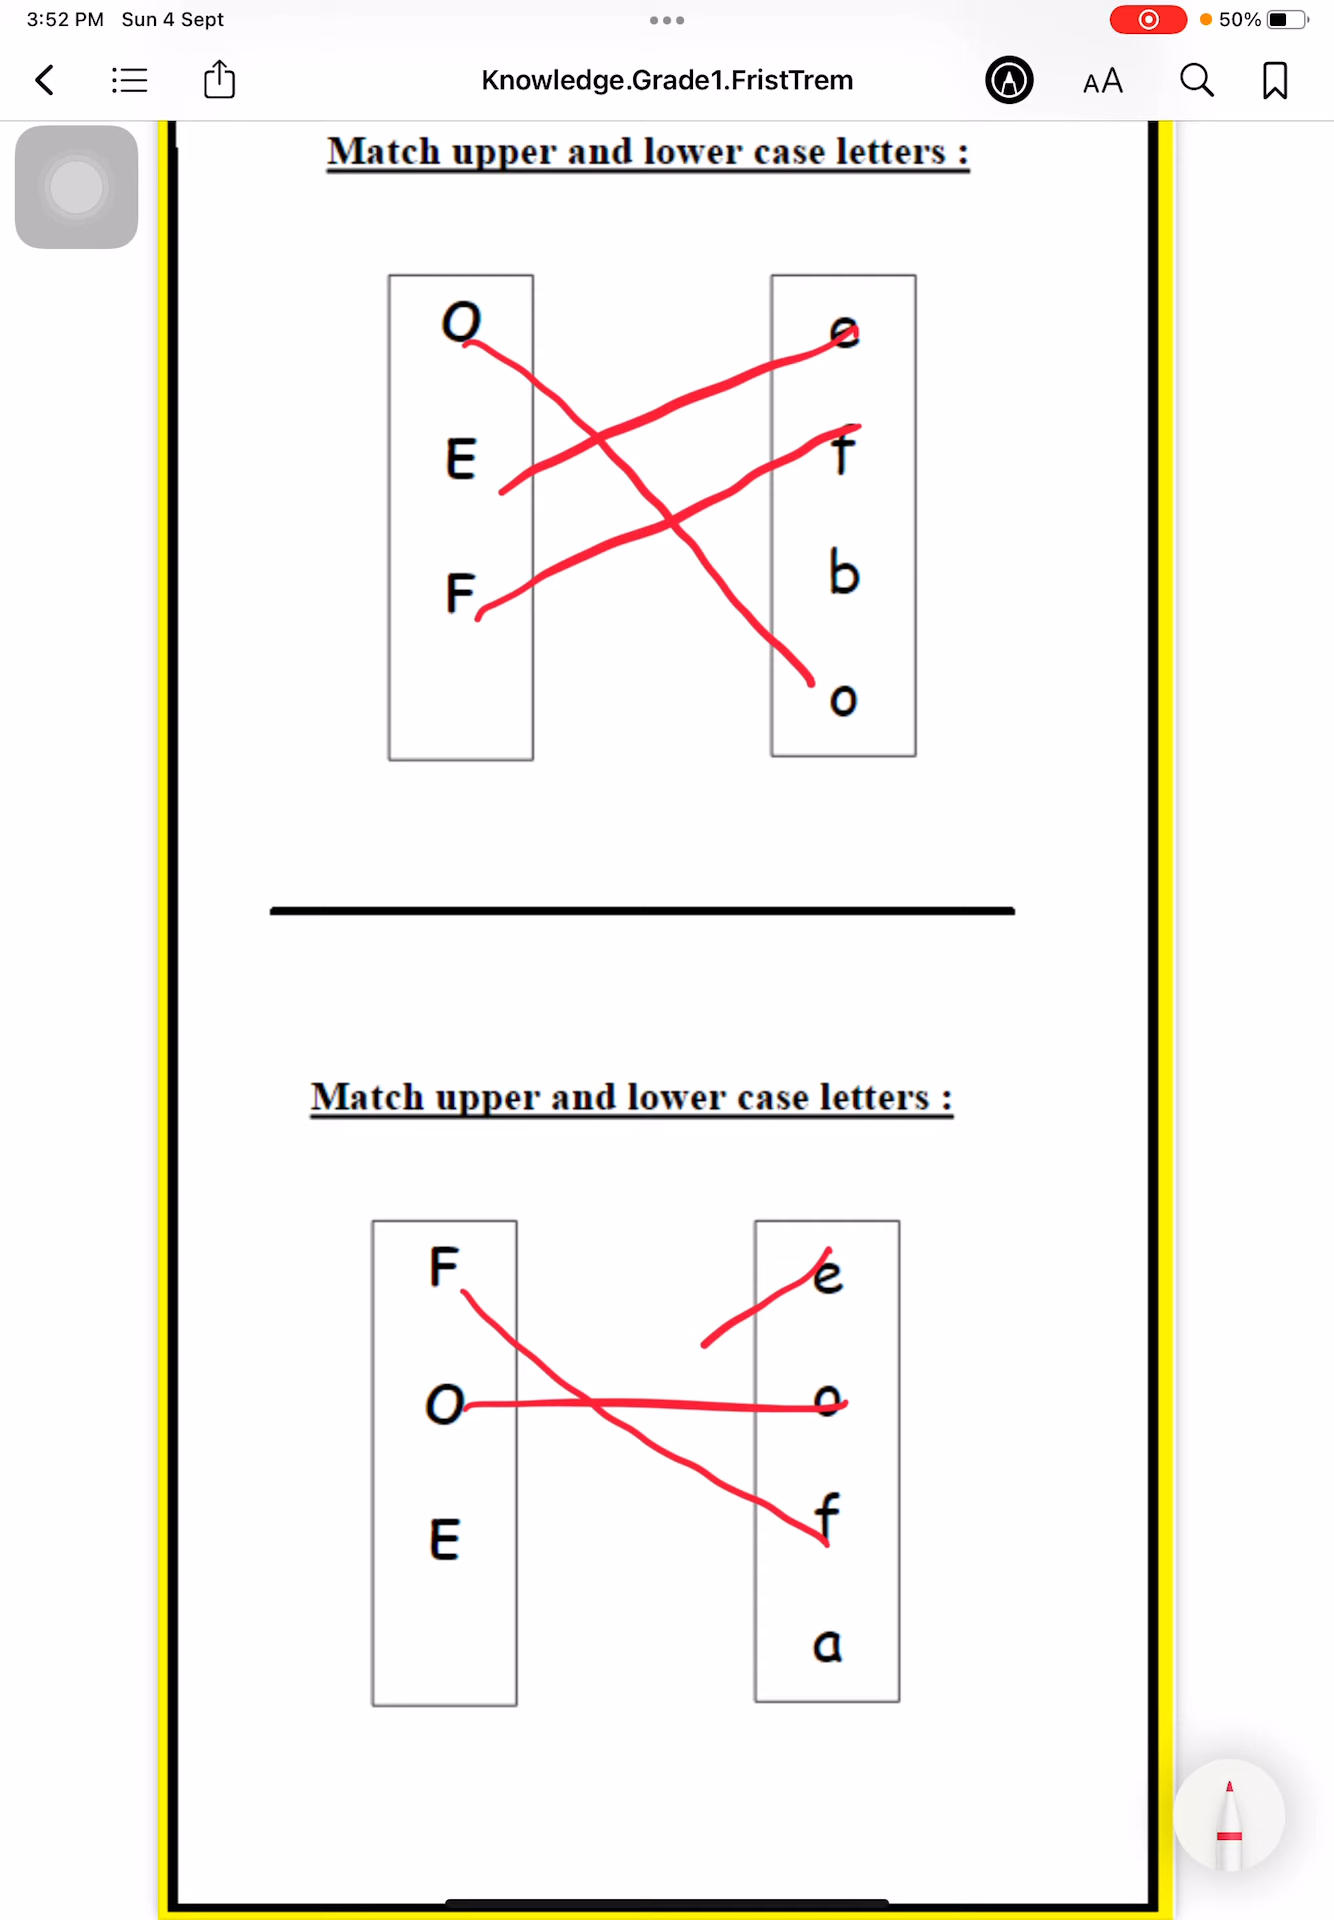 3:52 PM Sun 4 Sept
50%
Knowledge.Grade1.FristTrem
AA
Match upper and lower case letters :
O e
E f
F b
o
Match upper and lower case letters :
F e
O o
E f
a